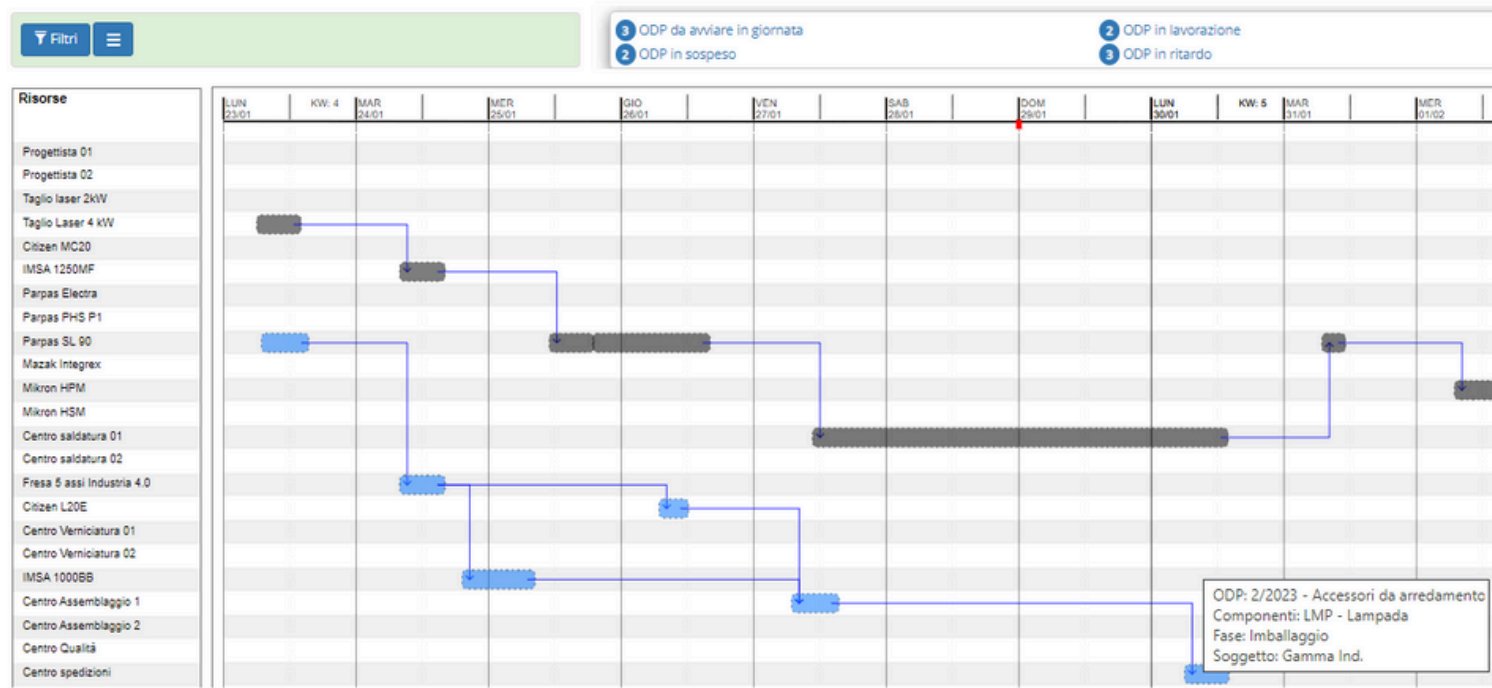 Filtri
3 ODP da avviare in giornata
2 ODP in lavorazione
2 ODP in sospeso
3 ODP in ritardo
Risorse
LUN KW: 4 MAR MER GIO VEN SAB DOM LUN KW: 5 MAR MER
23/01 24/01 25/01 26/01 27/01 28/01 29/01 30/01 31/01 01/02
Progettista 01
Progettista 02
Taglio laser 2kW
Taglio Laser 4 kW
Citizen MC20
IMSA 1250MF
Parpas Electra
Parpas PHS P1
Parpas SL 90
Mazak Integrex
Mikron HPM
Mikron HSM
Centro saldatura 01
Centro saldatura 02
Fresa 5 assi Industria 4.0
Citizen L20E
Centro Verniciatura 01
Centro Verniciatura 02
IMSA 1000BB
Centro Assemblaggio 1
Centro Assemblaggio 2
Centro Qualità
Centro spedizioni
ODP: 2/2023 - Accessori da arredamento
Componenti: LMP - Lampada
Fase: Imballaggio
Soggetto: Gamma Ind.